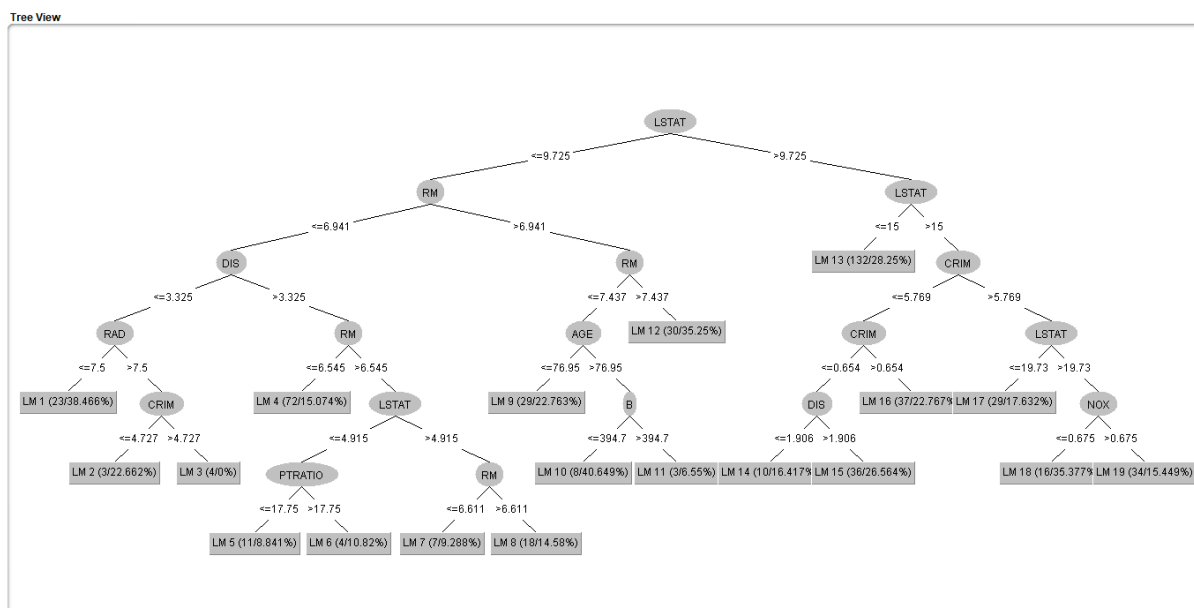 Tree View
LSTAT
<=9.725 >9.725
RM LSTAT
<=6.941 >6.941 <=15 >15
DIS RM LM 13 (132/28.25%) CRIM
<=3.325 >3.325 <=7.437 >7.437 <=5.769 >5.769
RAD RM AGE LM 12 (30/35.25%) CRIM LSTAT
<=7.5 >7.5 <=6.545 >6.545 <=76.95 >76.95 <=0.654 >0.654 <=19.73 >19.73
LM 1 (23/38.466%) CRIM LM 4 (72/15.074%) LSTAT LM 9 (29/22.763%) B DIS LM 16 (37/22.767% LM 17 (29/17.632%) NOX
<=4.727 >4.727 <=4.915 >4.915 <=394.7 >394.7 <=1.906 >1.906 <=0.675 >0.675
LM 2 (3/22.662%) LM 3 (4/0%) PTRATIO RM LM 10 (8/40.649%) LM 11 (3/6.55%) LM 14 (10/16.417% LM 15 (36/26.564%) LM 18 (16/35.377% LM 19 (34/15.449%)
<=17.75 >17.75 <=6.611 >6.611
LM 5 (11/8.841%) LM 6 (4/10.82%) LM 7 (7/9.288%) LM 8 (18/14.58%)